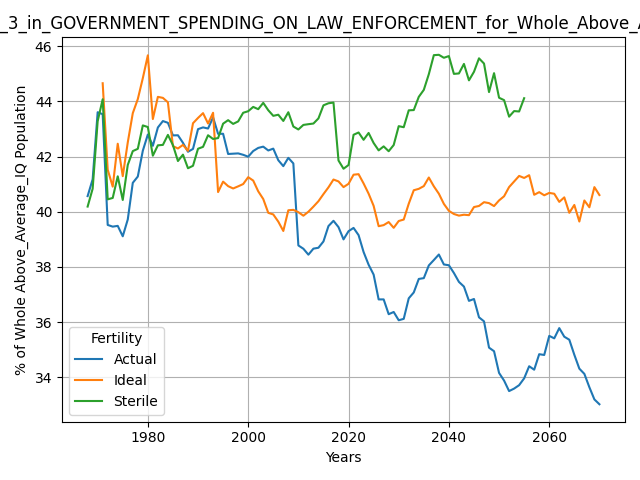 _3_in_GOVERNMENT_SPENDING_ON_LAW_ENFORCEMENT_for_Whole_Above_A
% of Whole Above_Average_IQ Population
46
44
42
40
38
36
34
Fertility
Actual
Ideal
Sterile
1980
2000
2020
2040
2060
Years